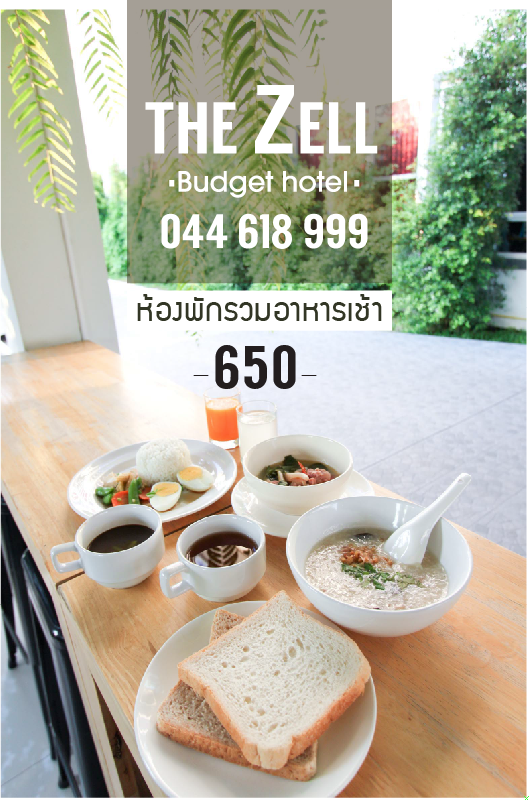 THE ZELL
·Budget hotel·
044 618 999
ห้องพักรวมอาหารเช้า
–650–